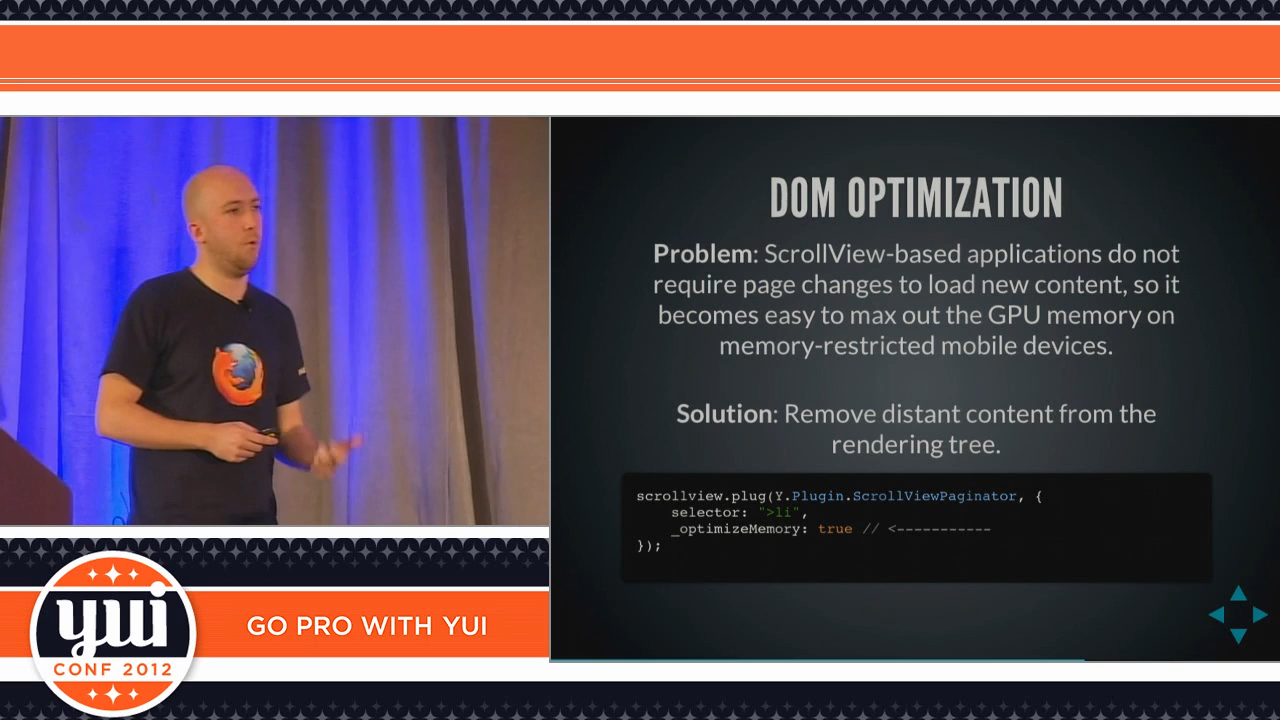 DOM OPTIMIZATION
Problem: ScrollView-based applications do not
require page changes to load new content, so it
becomes easy to max out the GPU memory on
memory-restricted mobile devices.
Solution: Remove distant content from the
rendering tree.
scrollview.plug(Y.Plugin.ScrollViewPaginator, {
    selector: ">li",
    _optimizeMemory: true // <-----------
});
yui
CONF 2012
GO PRO WITH YUI